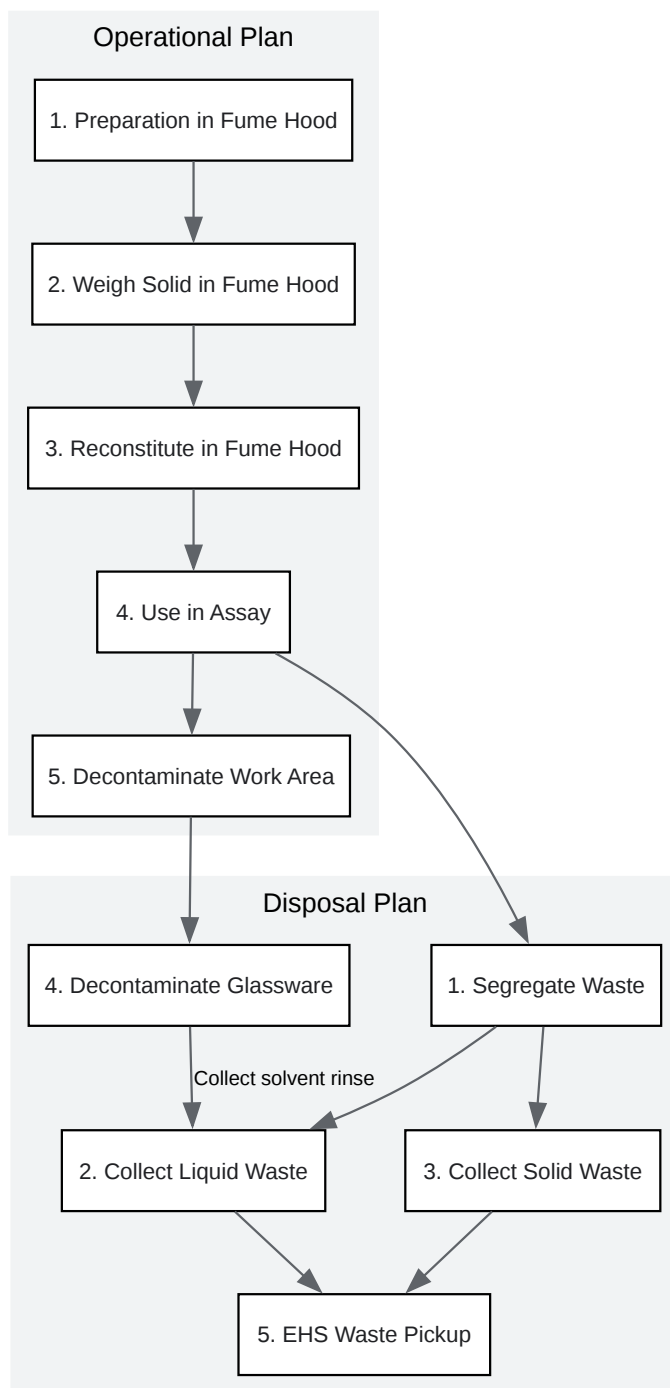 Operational Plan
1. Preparation in Fume Hood
2. Weigh Solid in Fume Hood
3. Reconstitute in Fume Hood
4. Use in Assay
5. Decontaminate Work Area
Disposal Plan
4. Decontaminate Glassware
1. Segregate Waste
Collect solvent rinse
2. Collect Liquid Waste
3. Collect Solid Waste
5. EHS Waste Pickup